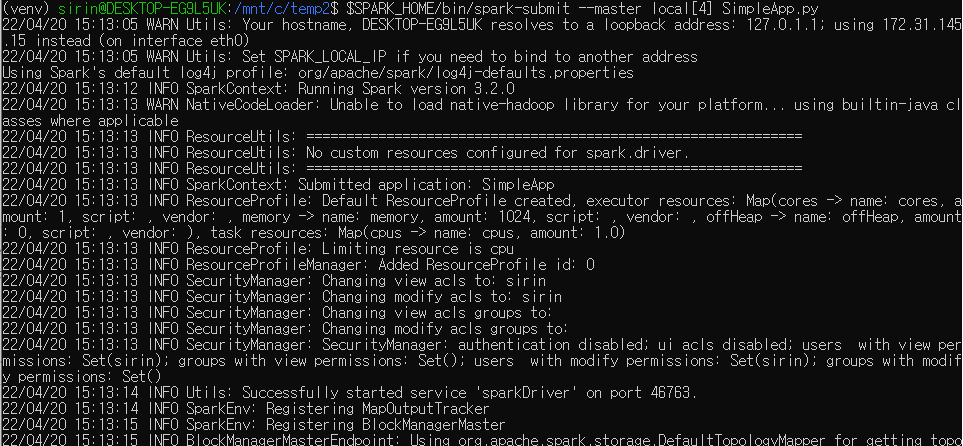 (venv) sirin@DESKTOP-EG9L5UK:/mnt/c/temp2$ $SPARK_HOME/bin/spark-submit --master local[4] SimpleApp.py
22/04/20 15:13:05 WARN Utils: Your hostname, DESKTOP-EG9L5UK resolves to a loopback address: 127.0.1.1; using 172.31.145
.15 instead (on interface eth0)
22/04/20 15:13:05 WARN Utils: Set SPARK_LOCAL_IP if you need to bind to another address
Using Spark's default log4j profile: org/apache/spark/log4j-defaults.properties
22/04/20 15:13:12 INFO SparkContext: Running Spark version 3.2.0
22/04/20 15:13:13 WARN NativeCodeLoader: Unable to load native-hadoop library for your platform... using builtin-java cl
asses where applicable
22/04/20 15:13:13 INFO ResourceUtils: ==============================================================
22/04/20 15:13:13 INFO ResourceUtils: No custom resources configured for spark.driver.
22/04/20 15:13:13 INFO ResourceUtils: ==============================================================
22/04/20 15:13:13 INFO SparkContext: Submitted application: SimpleApp
22/04/20 15:13:13 INFO ResourceProfile: Default ResourceProfile created, executor resources: Map(cores -> name: cores, a
mount: 1, script: , vendor: , memory -> name: memory, amount: 1024, script: , vendor: , offHeap -> name: offHeap, amount
: 0, script: , vendor: ), task resources: Map(cpus -> name: cpus, amount: 1.0)
22/04/20 15:13:13 INFO ResourceProfile: Limiting resource is cpu
22/04/20 15:13:13 INFO ResourceProfileManager: Added ResourceProfile id: 0
22/04/20 15:13:13 INFO SecurityManager: Changing view acls to: sirin
22/04/20 15:13:13 INFO SecurityManager: Changing modify acls to: sirin
22/04/20 15:13:13 INFO SecurityManager: Changing view acls groups to:
22/04/20 15:13:13 INFO SecurityManager: Changing modify acls groups to:
22/04/20 15:13:13 INFO SecurityManager: SecurityManager: authentication disabled; ui acls disabled; users  with view per
missions: Set(sirin); groups with view permissions: Set(); users  with modify permissions: Set(sirin); groups with modif
y permissions: Set()
22/04/20 15:13:14 INFO Utils: Successfully started service 'sparkDriver' on port 46763.
22/04/20 15:13:14 INFO SparkEnv: Registering MapOutputTracker
22/04/20 15:13:15 INFO SparkEnv: Registering BlockManagerMaster
22/04/20 15:13:15 INFO BlockManagerMasterEndpoint: Using org.apache.spark.storage.DefaultTopologyMapper for getting topo